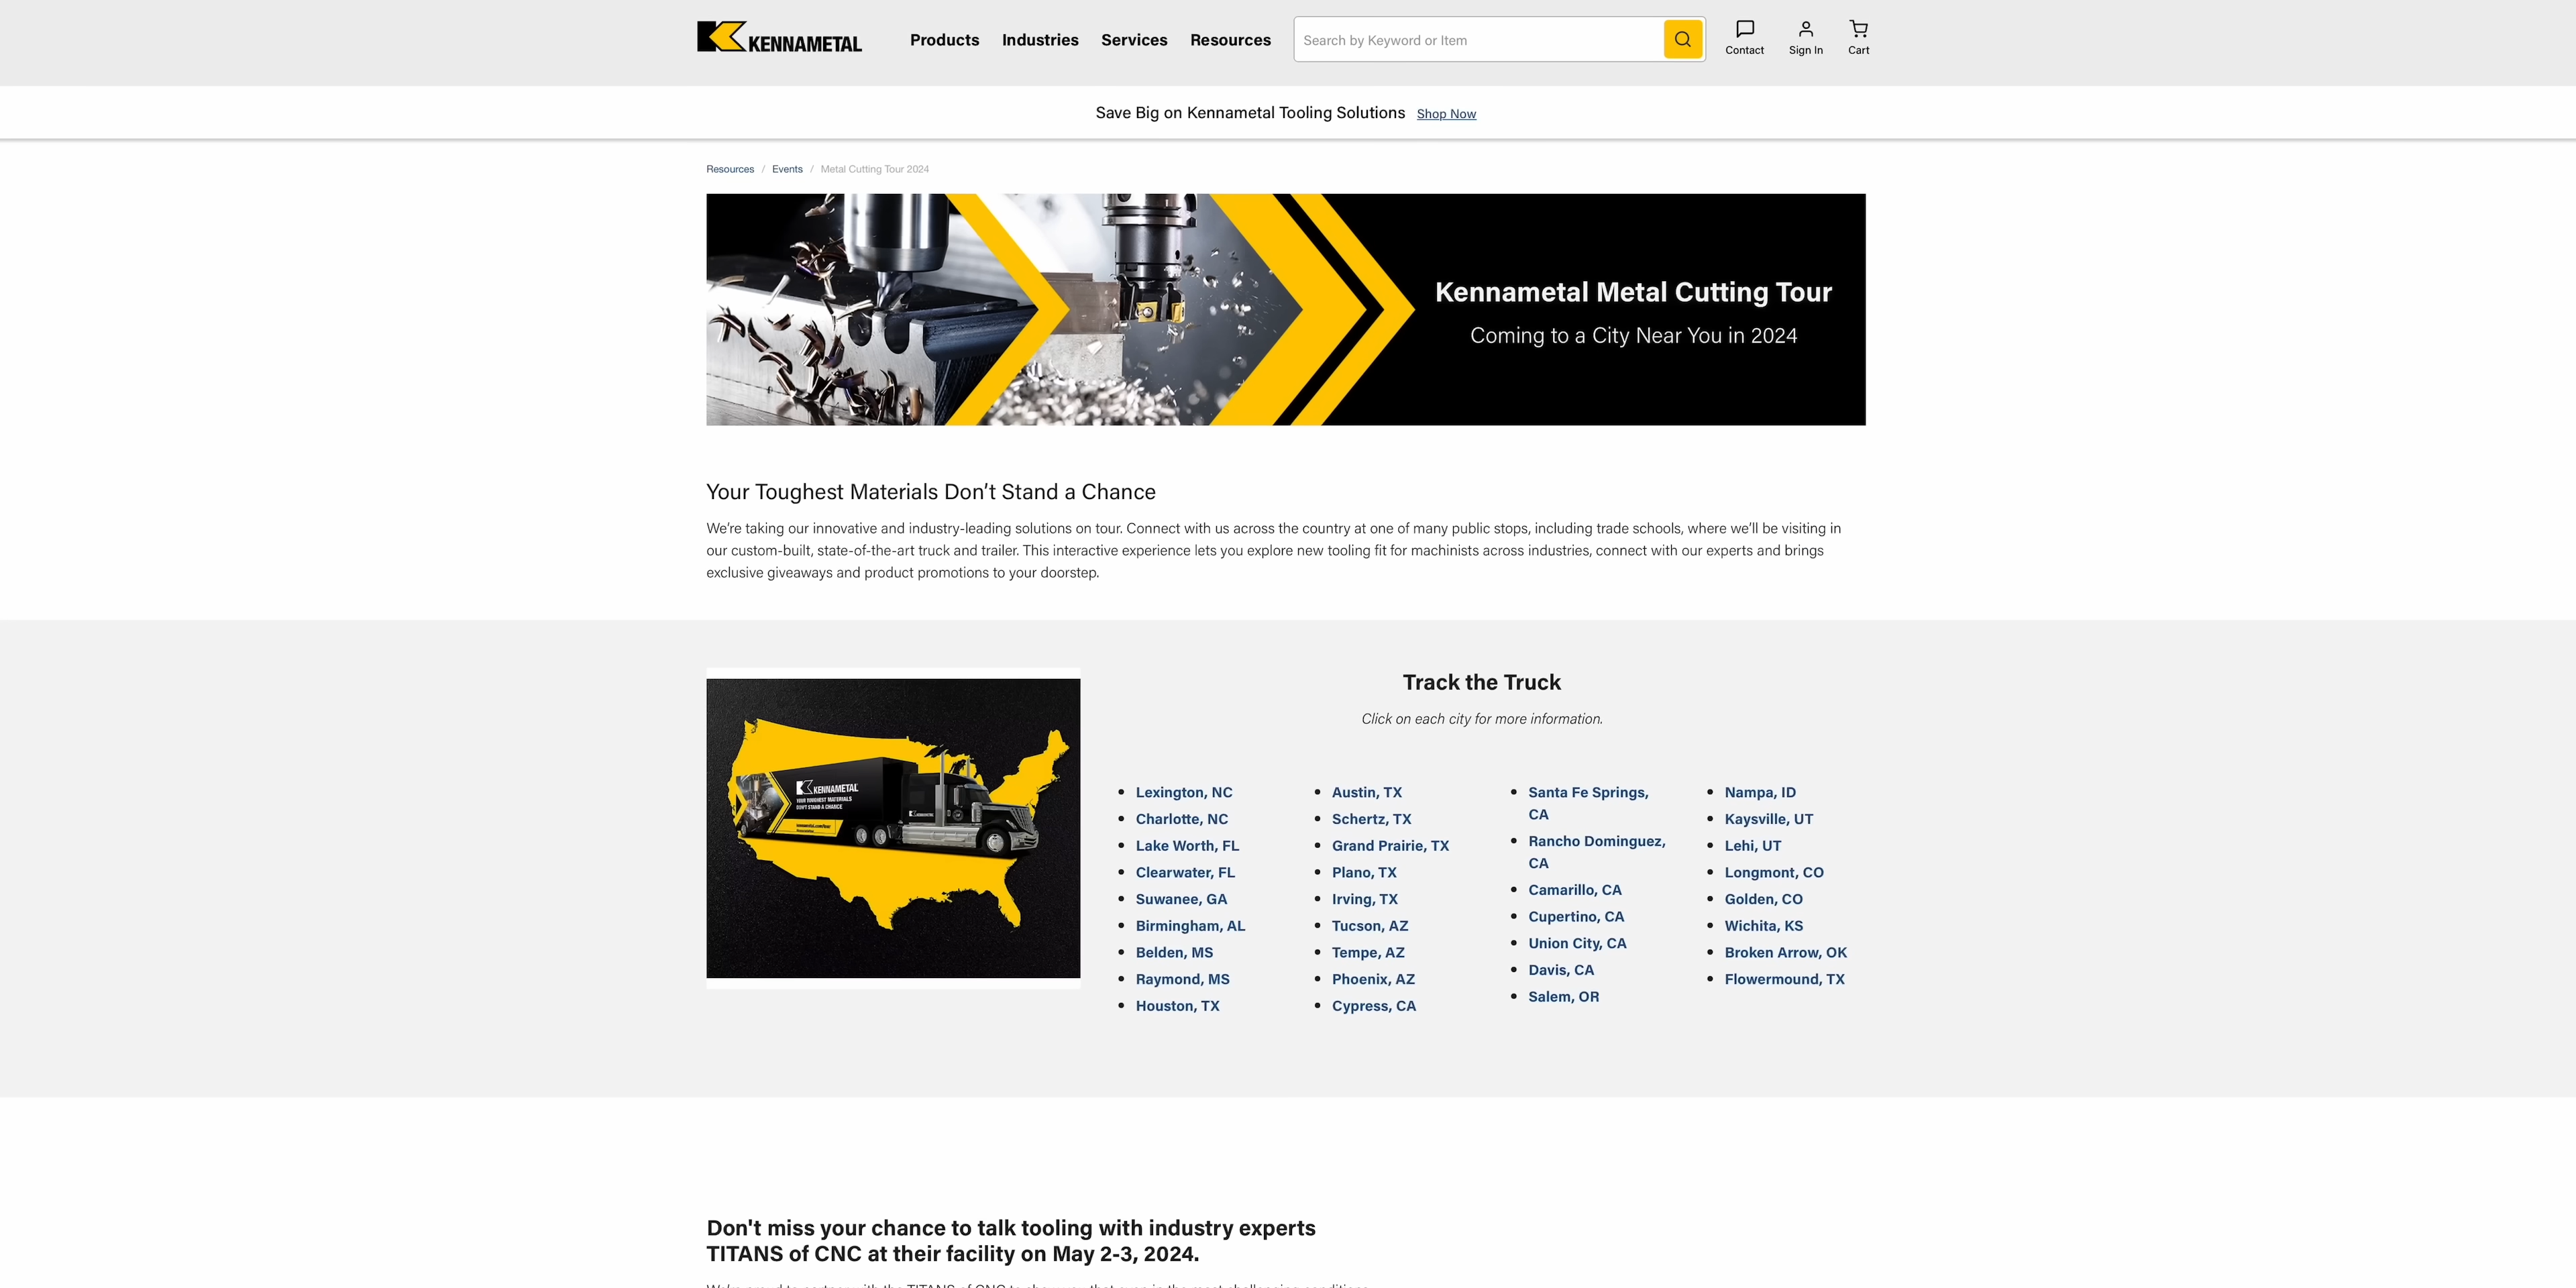 KENNAMETAL
Products
Industries
Services
Resources
Search by Keyword or Item
Contact
Sign In
Cart
Save Big on Kennametal Tooling Solutions Shop Now
Resources / Events / Metal Cutting Tour 2024
Kennametal Metal Cutting Tour
Coming to a City Near You in 2024
Your Toughest Materials Don’t Stand a Chance
We’re taking our innovative and industry-leading solutions on tour. Connect with us across the country at one of many public stops, including trade schools, where we’ll be visiting in
our custom-built, state-of-the-art truck and trailer. This interactive experience lets you explore new tooling fit for machinists across industries, connect with our experts and brings
exclusive giveaways and product promotions to your doorstep.
KENNAMETAL
YOUR TOUGHEST MATERIALS
DON'T STAND A CHANCE
Track the Truck
Click on each city for more information.
Lexington, NC
Charlotte, NC
Lake Worth, FL
Clearwater, FL
Suwanee, GA
Birmingham, AL
Belden, MS
Raymond, MS
Houston, TX
Austin, TX
Schertz, TX
Grand Prairie, TX
Plano, TX
Irving, TX
Tucson, AZ
Tempe, AZ
Phoenix, AZ
Cypress, CA
Santa Fe Springs,
CA
Rancho Dominguez,
CA
Camarillo, CA
Cupertino, CA
Union City, CA
Davis, CA
Salem, OR
Nampa, ID
Kaysville, UT
Lehi, UT
Longmont, CO
Golden, CO
Wichita, KS
Broken Arrow, OK
Flowermound, TX
Don't miss your chance to talk tooling with industry experts
TITANS of CNC at their facility on May 2-3, 2024.